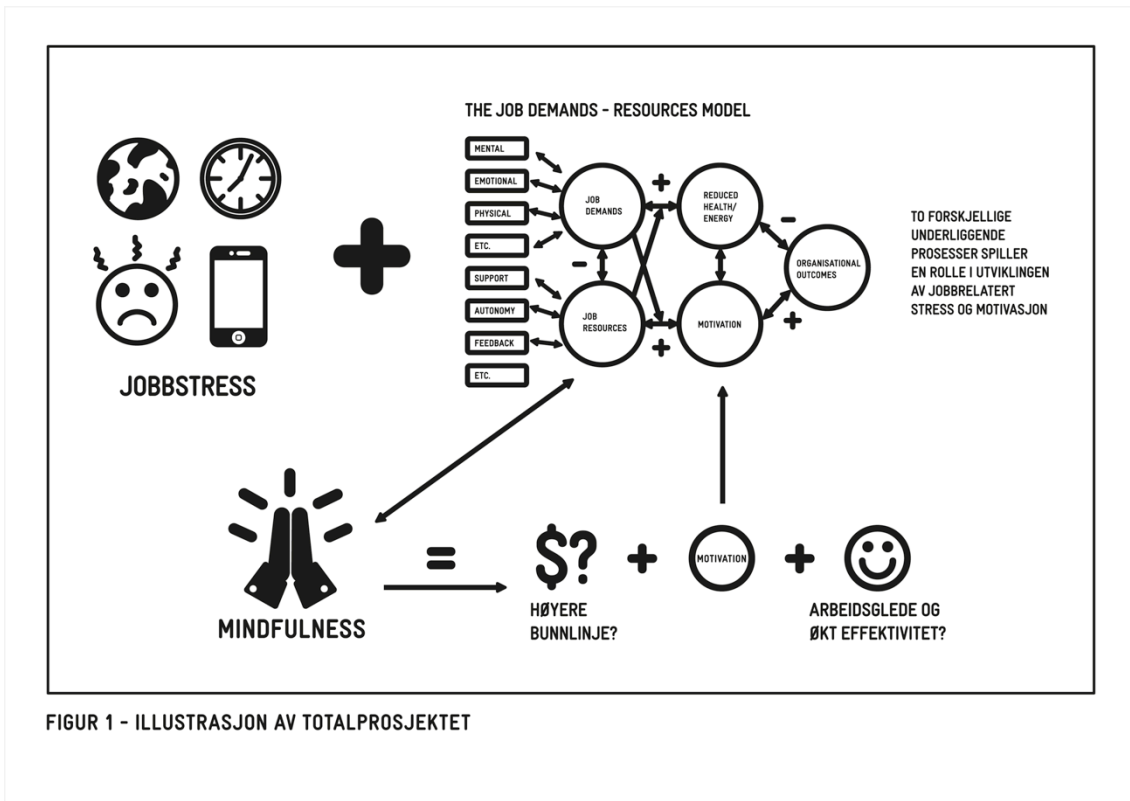 THE JOB DEMANDS - RESOURCES MODEL
MENTAL
EMOTIONAL
PHYSICAL
ETC.
SUPPORT
AUTONOMY
FEEDBACK
ETC.
JOB
DEMANDS
JOB
RESOURCES
REDUCED
HEALTH/
ENERGY
MOTIVATION
ORGANISATIONAL
OUTCOMES
+
-
-
+
+
TO FORSKJELLIGE
UNDERLIGGENDE
PROSESSER SPILLER
EN ROLLE I UTVIKLINGEN
AV JOBBRELATERT
STRESS OG MOTIVASJON
+
JOBBSTRESS
MINDFULNESS
=
$?
HØYERE
BUNNLINJE?
+
MOTIVATION
+
ARBEIDSGLEDE OG
ØKT EFFEKTIVITET?
FIGUR 1 - ILLUSTRASJON AV TOTALPROSJEKTET